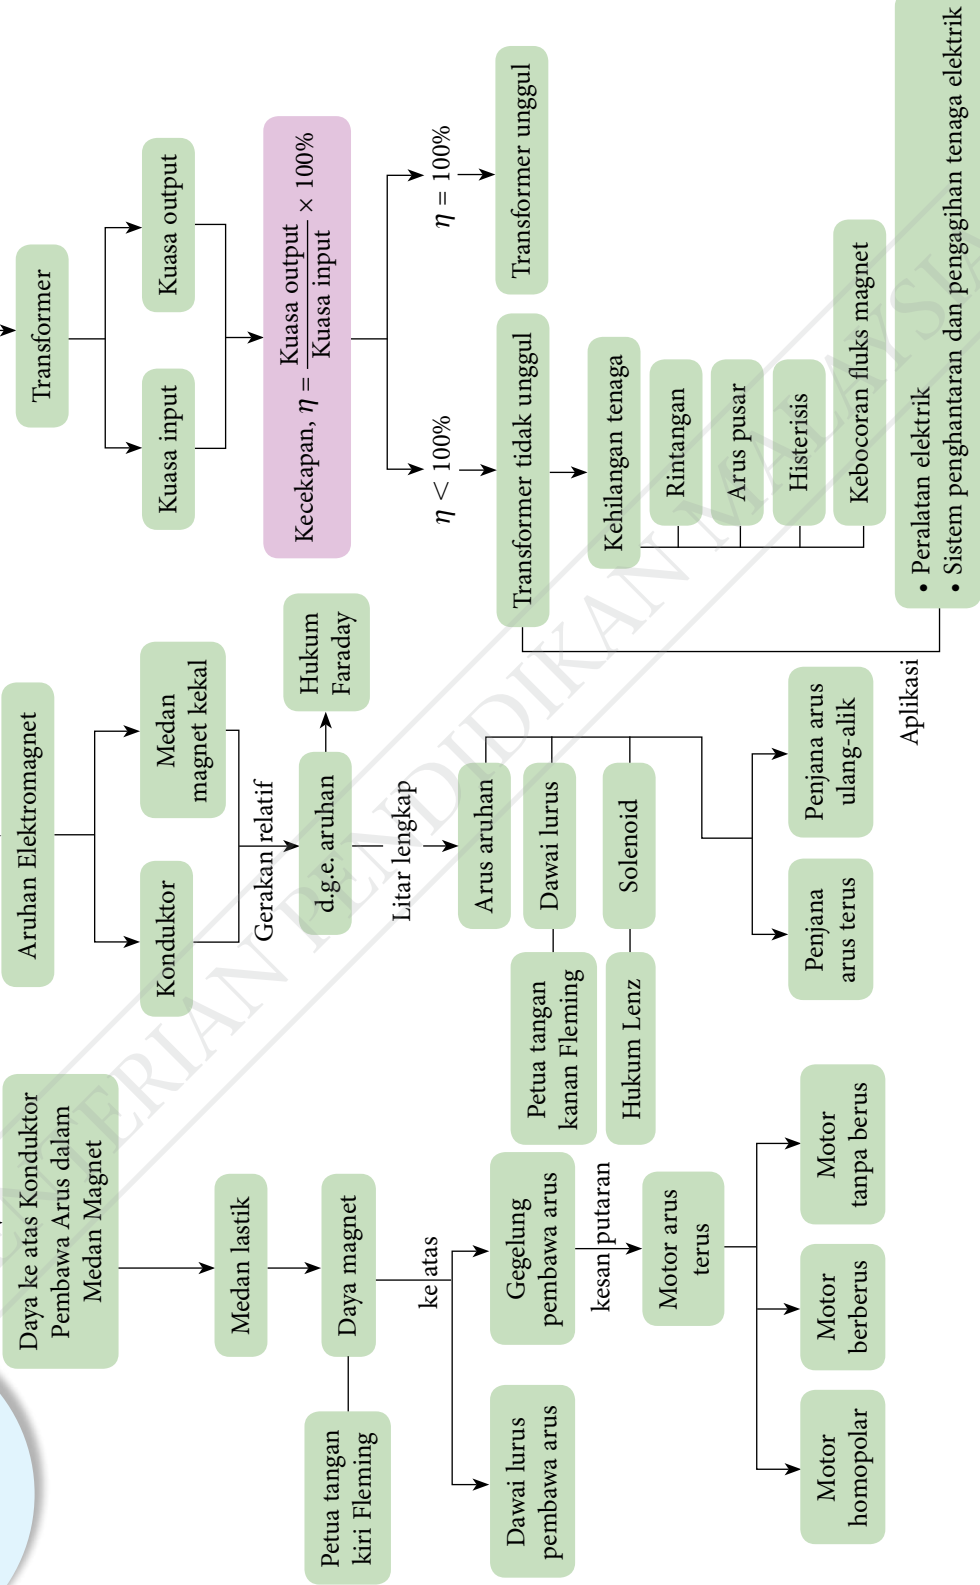 Daya ke atas Konduktor
Pembawa Arus dalam
Medan Magnet
Medan lastik
Petua tangan
kiri Fleming
Daya magnet
ke atas
Dawai lurus
pembawa arus
Gegelung
pembawa arus
kesan putaran
Motor arus
terus
Motor
homopolar
Motor
berberus
Motor
tanpa berus
Aruhan Elektromagnet
Konduktor
Medan
magnet kekal
Gerakan relatif
d.g.e. aruhan
Hukum
Faraday
Litar lengkap
Arus aruhan
Petua tangan
kanan Fleming
Dawai lurus
Hukum Lenz
Solenoid
Penjana
arus terus
Penjana arus
ulang-alik
Transformer
Kuasa input
Kuasa output
Kecekapan, η = Kuasa output / Kuasa input × 100%
η < 100%
η = 100%
Transformer tidak unggul
Transformer unggul
Kehilangan tenaga
Rintangan
Arus pusar
Histerisis
Kebocoran fluks magnet
Aplikasi
• Peralatan elektrik
• Sistem penghantaran dan pengagihan tenaga elektrik
PENDIDIKAN MALAYSIA